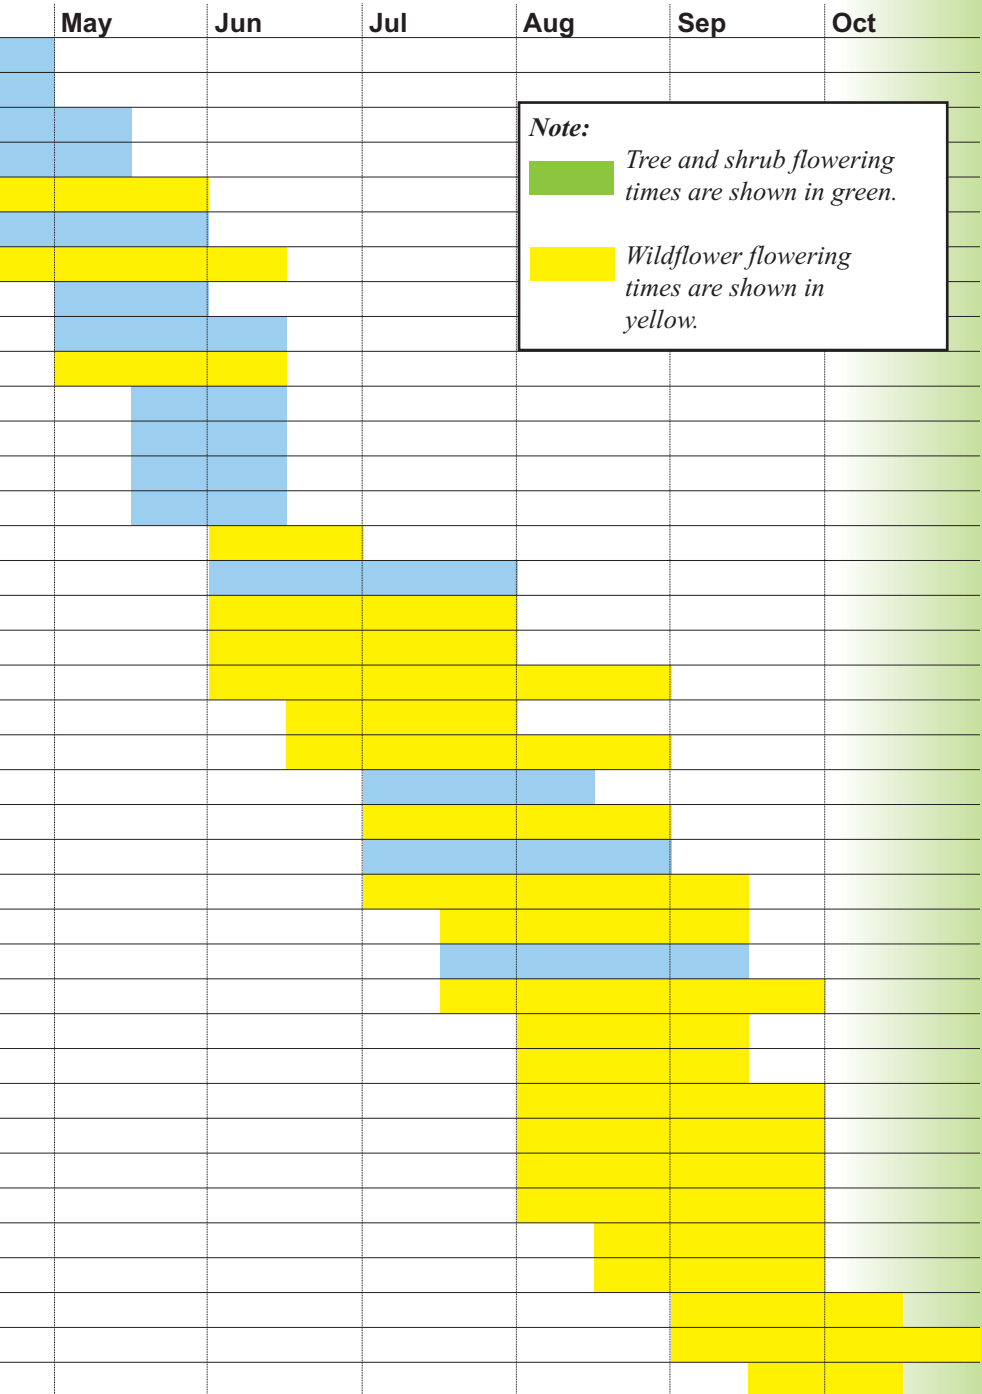 May Jun Jul Aug Sep Oct
Note:
Tree and shrub flowering
times are shown in green.
Wildflower flowering
times are shown in
yellow.